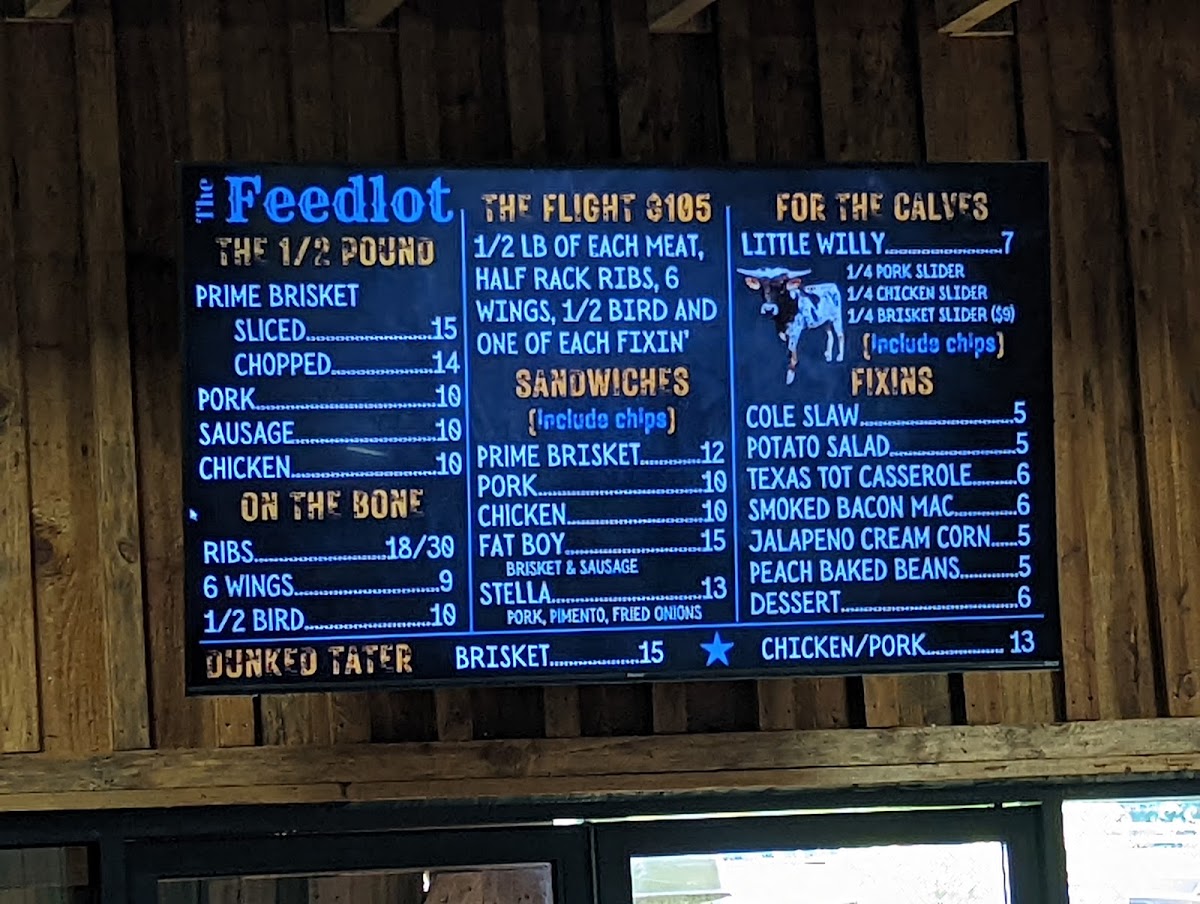 The Feedlot
THE 1/2 POUND
PRIME BRISKET
SLICED 15
CHOPPED 14
PORK 10
SAUSAGE 10
CHICKEN 10
ON THE BONE
RIBS 18/30
6 WINGS 9
1/2 BIRD 10
THE FLIGHT $105
1/2 LB OF EACH MEAT,
HALF RACK RIBS, 6
WINGS, 1/2 BIRD AND
ONE OF EACH FIXIN'
SANDWICHES
(include chips)
PRIME BRISKET 12
PORK 10
CHICKEN 10
FAT BOY 15
BRISKET & SAUSAGE
STELLA 13
PORK, PIMENTO, FRIED ONIONS
FOR THE CALVES
LITTLE WILLY 7
1/4 PORK SLIDER
1/4 CHICKEN SLIDER
1/4 BRISKET SLIDER ($9)
(include chips)
FIXINS
COLE SLAW 5
POTATO SALAD 5
TEXAS TOT CASSEROLE 6
SMOKED BACON MAC 6
JALAPENO CREAM CORN 5
PEACH BAKED BEANS 5
DESSERT 6
DUNKED TATER BRISKET 15 CHICKEN/PORK 13